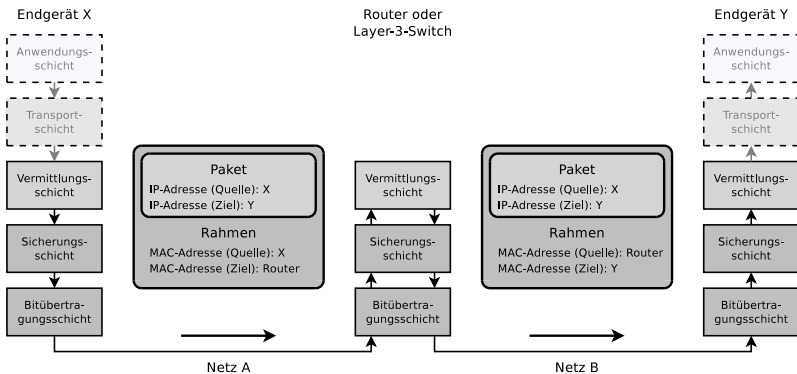 Endgerät X
Router oder
Layer-3-Switch
Endgerät Y
Anwendungs-
schicht
Transport-
schicht
Vermittlungs-
schicht
Sicherungs-
schicht
Bitübertra-
gungsschicht
Paket
IP-Adresse (Quelle): X
IP-Adresse (Ziel): Y
Rahmen
MAC-Adresse (Quelle): X
MAC-Adresse (Ziel): Router
Vermittlungs-
schicht
Sicherungs-
schicht
Bitübertra-
gungsschicht
Paket
IP-Adresse (Quelle): X
IP-Adresse (Ziel): Y
Rahmen
MAC-Adresse (Quelle): Router
MAC-Adresse (Ziel): Y
Anwendungs-
schicht
Transport-
schicht
Vermittlungs-
schicht
Sicherungs-
schicht
Bitübertra-
gungsschicht
Netz A
Netz B